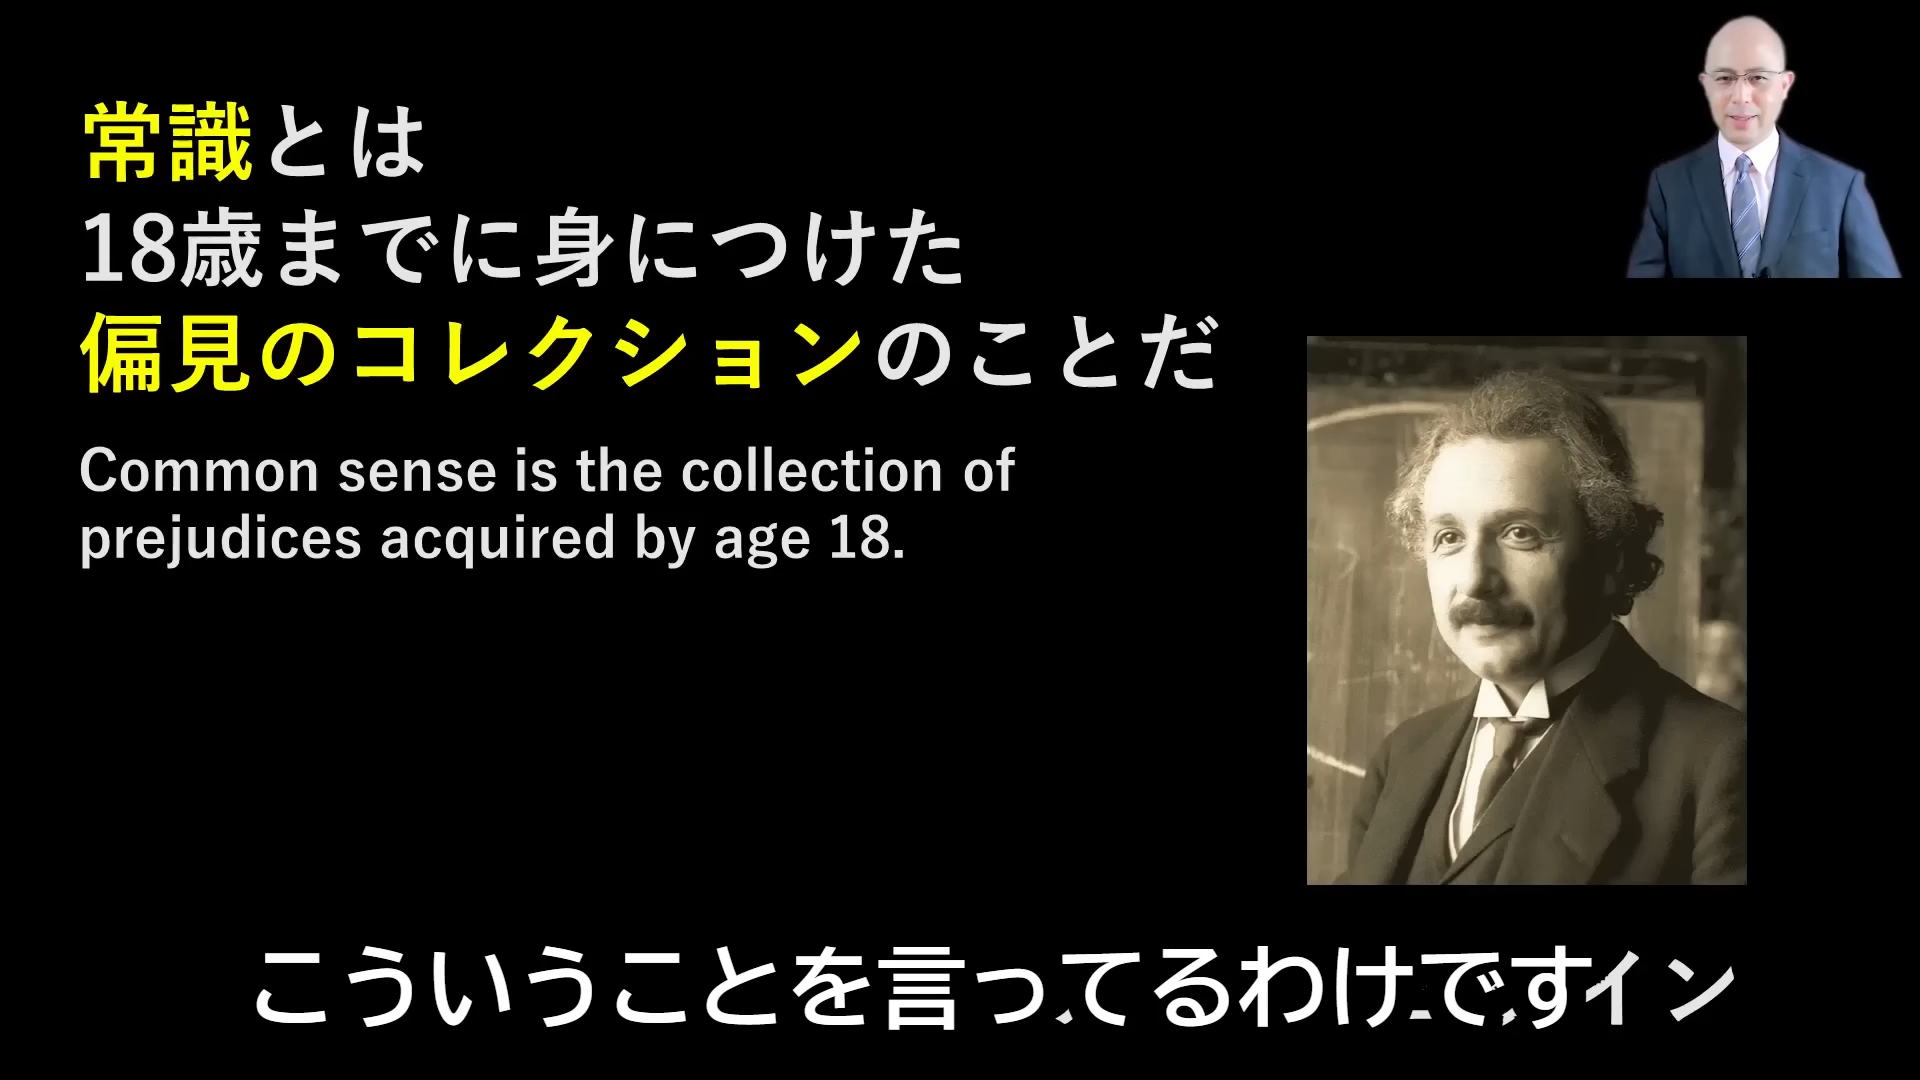 常識とは
18歳までに身につけた
偏見のコレクションのことだ
Common sense is the collection of
prejudices acquired by age 18.
こういうことを言ってるわけです
イン